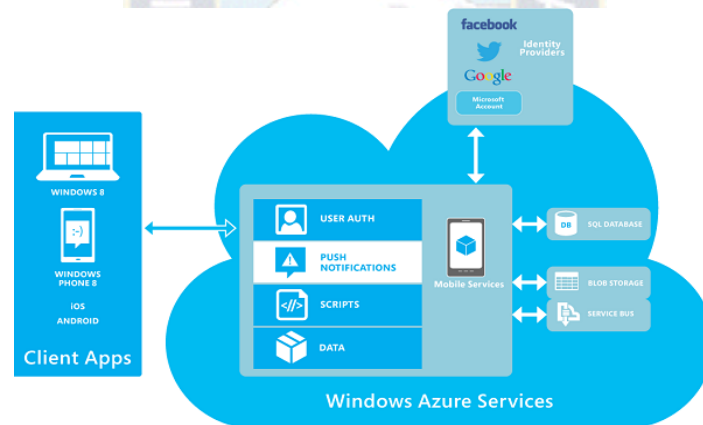 facebook
Identity
Providers
Google
Microsoft
Account
WINDOWS 8
:-)
WINDOWS
PHONE 8
iOS
ANDROID
Client Apps
USER AUTH
PUSH
NOTIFICATIONS
</> SCRIPTS
DATA
Mobile Services
DB SQL DATABASE
BLOB STORAGE
SERVICE BUS
Windows Azure Services